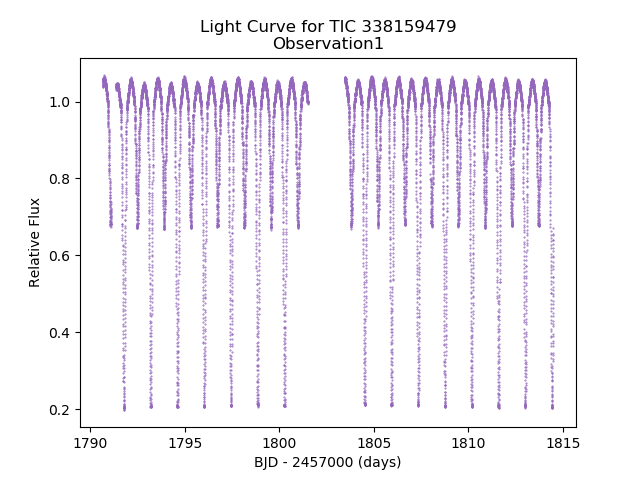 Light Curve for TIC 338159479
Observation1
1.0
0.8
0.6
0.4
0.2
Relative Flux
1790 1795 1800 1805 1810 1815
BJD - 2457000 (days)